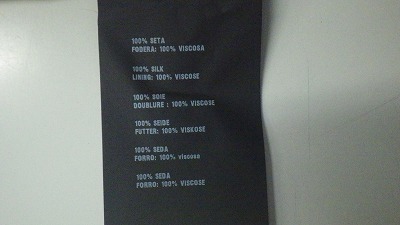 100% SETA
FODERA: 100% VISCOSA
100% SILK
LINING: 100% VISCOSE
100% SOIE
DOUBLURE : 100% VISCOSE
100% SEIDE
FUTTER: 100% VISKOSE
100% SEDA
FORRO: 100% viscosa
100% SEDA
FORRO: 100% VISCOSE